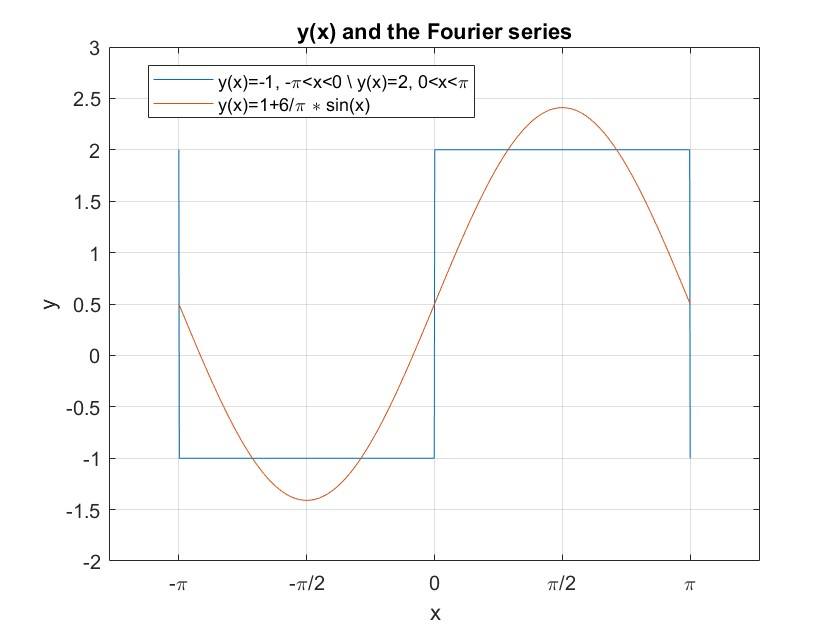 y(x) and the Fourier series
y(x)=-1, -π<x<0 \ y(x)=2, 0<x<π
y(x)=1+6/π * sin(x)
3
2.5
2
1.5
1
0.5
0
-0.5
-1
-1.5
-2
y
-π -π/2 0 π/2 π
x